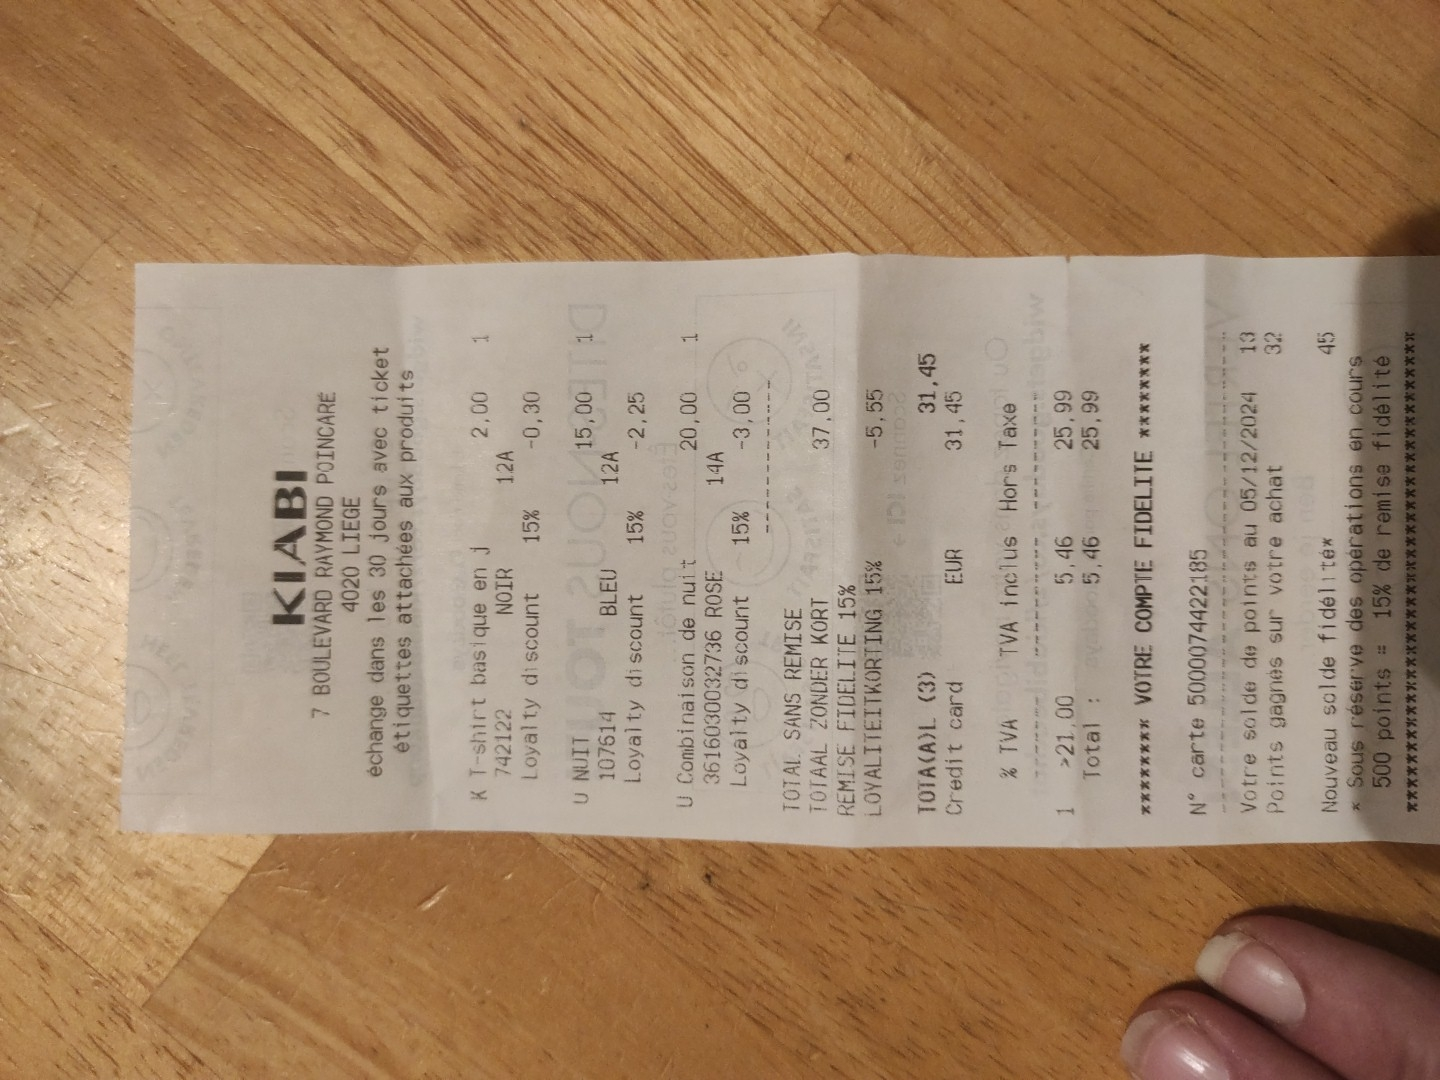 KIABI
7 BOULEVARD RAYMOND POINCARE
4020 LIEGE
échange dans les 30 jours avec ticket
étiquettes attachées aux produits
K T-shirt basique en j 2,00 1
742122 NOIR 12A
Loyalty discount 15% -0,30
U NUIT 15,00 1
107614 BLEU 12A
Loyalty discount 15% -2,25
U Combinaison de nuit 20,00 1
3616030032736 ROSE 14A
Loyalty discount 15% -3,00
--------------
TOTAL SANS REMISE
TOTAAL ZONDER KORT 37,00
REMISE FIDELITE 15%
LOYALITEITKORTING 15% -5,55
TOTA(A)L (3) 31,45
Credit card EUR 31,45
% TVA TVA inclus Hors Taxe
1 >21,00 5,46 25,99
Total : 5,46 25,99
******** VOTRE COMPTE FIDELITE ********
N° carte 5000074422185
Votre solde de points au 05/12/2024 13
Points gagnés sur votre achat 32
Nouveau solde fidélité* 45
* Sous réserve des opérations en cours
500 points = 15% de remise fidélité